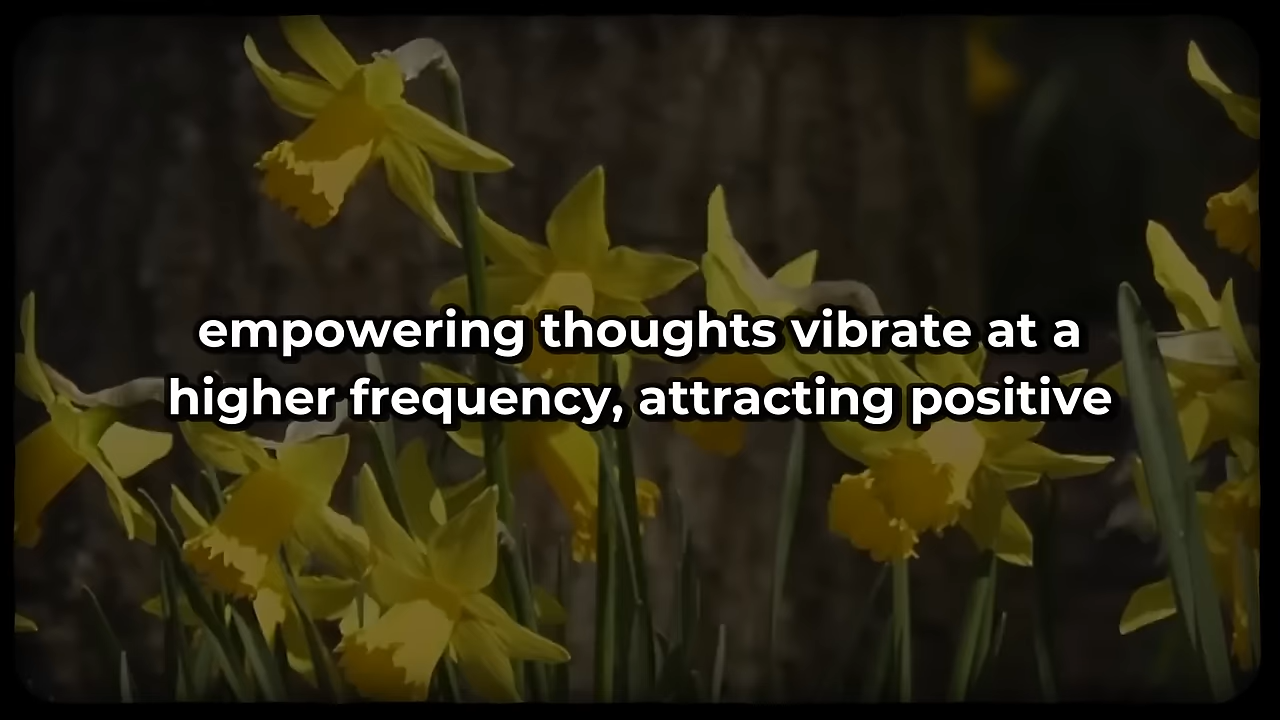 empowering thoughts vibrate at a
higher frequency, attracting positive